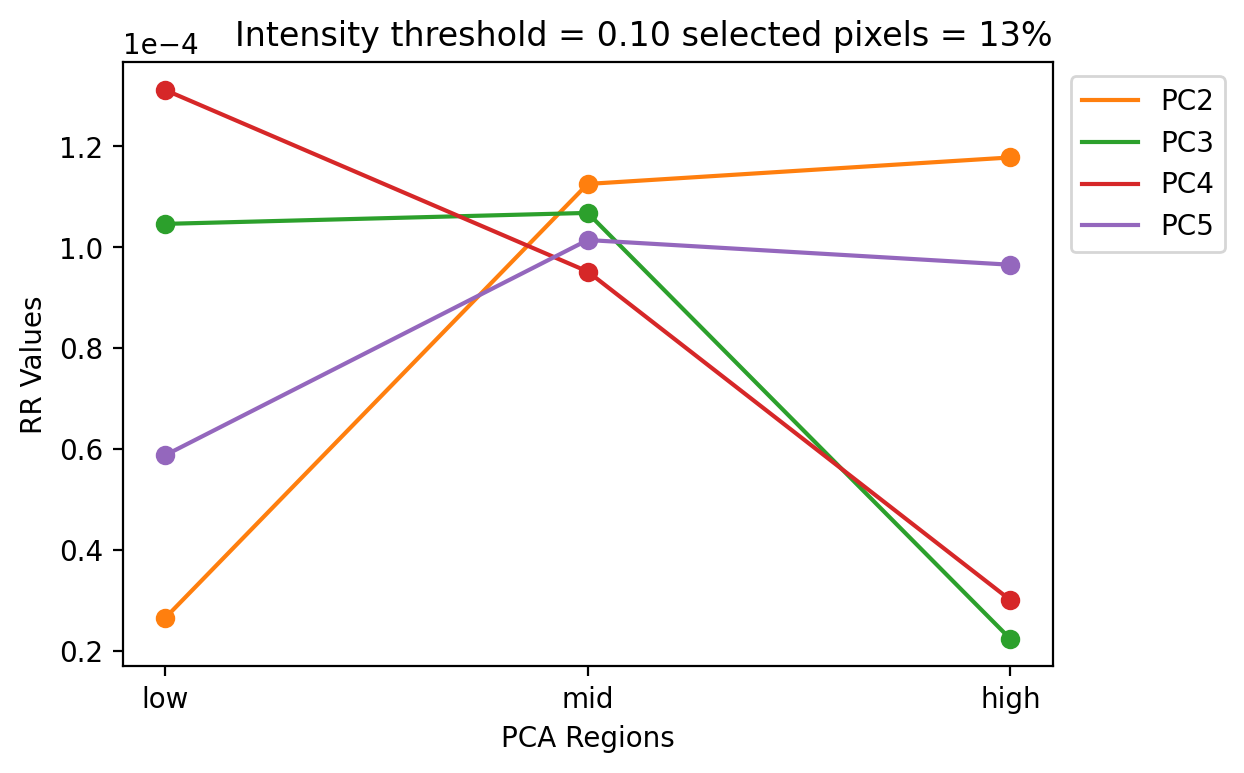 Intensity threshold = 0.10 selected pixels = 13%
1e−4
1.2
1.0
0.8
0.6
0.4
0.2
RR Values
low
mid
high
PCA Regions
PC2
PC3
PC4
PC5